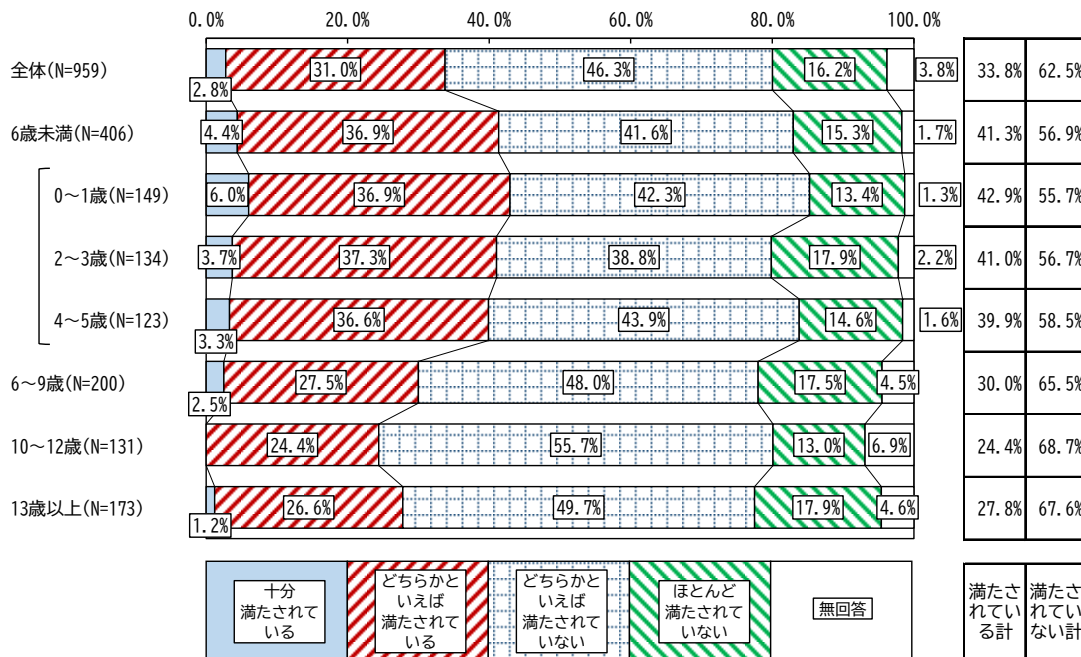 0.0% 20.0% 40.0% 60.0% 80.0% 100.0%
全体(N=959) 2.8% 31.0% 46.3% 16.2% 3.8% 33.8% 62.5%
6歳未満(N=406) 4.4% 36.9% 41.6% 15.3% 1.7% 41.3% 56.9%
0～1歳(N=149) 6.0% 36.9% 42.3% 13.4% 1.3% 42.9% 55.7%
2～3歳(N=134) 3.7% 37.3% 38.8% 17.9% 2.2% 41.0% 56.7%
4～5歳(N=123) 3.3% 36.6% 43.9% 14.6% 1.6% 39.9% 58.5%
6～9歳(N=200) 2.5% 27.5% 48.0% 17.5% 4.5% 30.0% 65.5%
10～12歳(N=131) 24.4% 55.7% 13.0% 6.9% 24.4% 68.7%
13歳以上(N=173) 1.2% 26.6% 49.7% 17.9% 4.6% 27.8% 67.6%
十分
満たされて
いる
どちらかと
いえば
満たされて
いる
どちらかと
いえば
満たされて
いない
ほとんど
満たされて
いない
無回答
満たさ
れてい
る計
満たさ
れてい
ない計